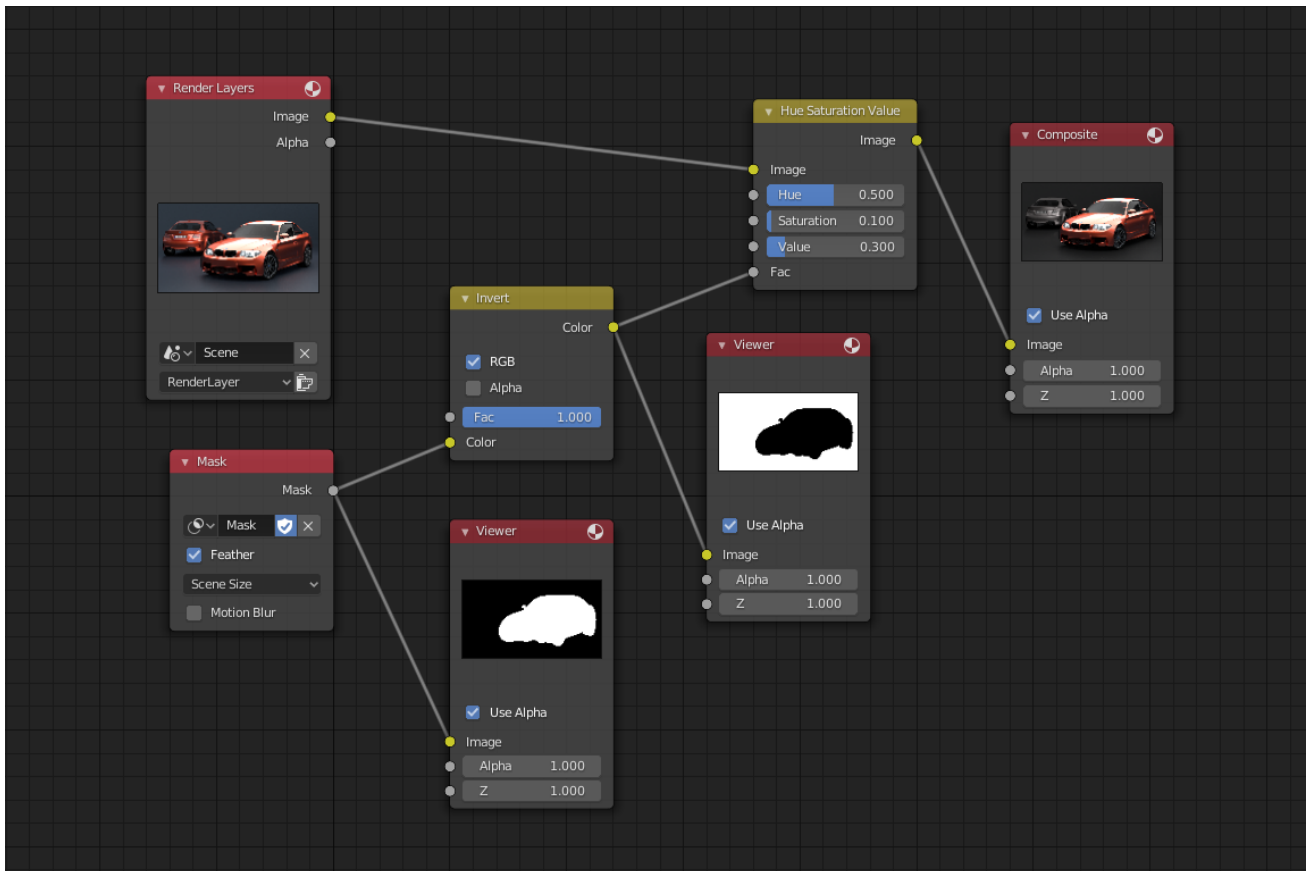 Render Layers
Image
Alpha
Scene
RenderLayer
Mask
Mask
Mask
Feather
Scene Size
Motion Blur
Invert
Color
RGB
Alpha
Fac 1.000
Color
Viewer
Use Alpha
Image
Alpha 1.000
Z 1.000
Hue Saturation Value
Image
Image
Hue 0.500
Saturation 0.100
Value 0.300
Fac
Viewer
Use Alpha
Image
Alpha 1.000
Z 1.000
Composite
Use Alpha
Image
Alpha 1.000
Z 1.000